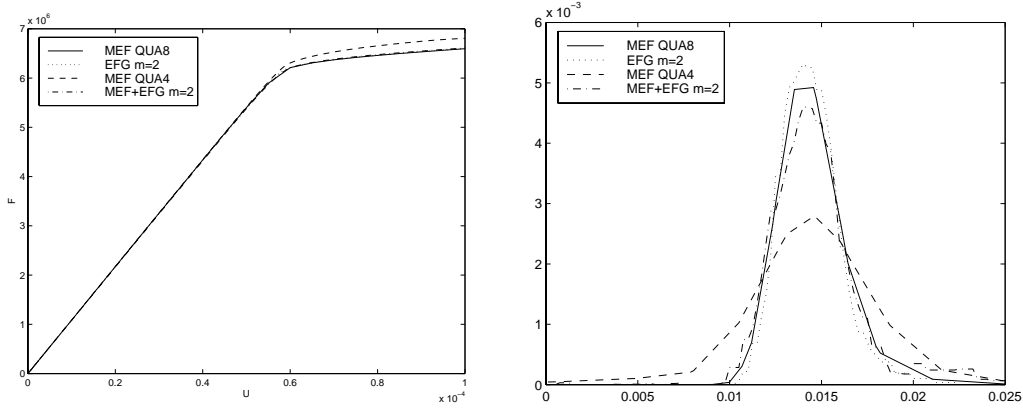 x 10⁶
7
6
5
4
3
2
1
0
F
MEF QUA8
EFG m=2
MEF QUA4
MEF+EFG m=2
0 0.2 0.4 0.6 0.8 1
U
x 10⁻⁴
x 10⁻³
6
5
4
3
2
1
0
MEF QUA8
EFG m=2
MEF QUA4
MEF+EFG m=2
0 0.005 0.010 0.015 0.02 0.025